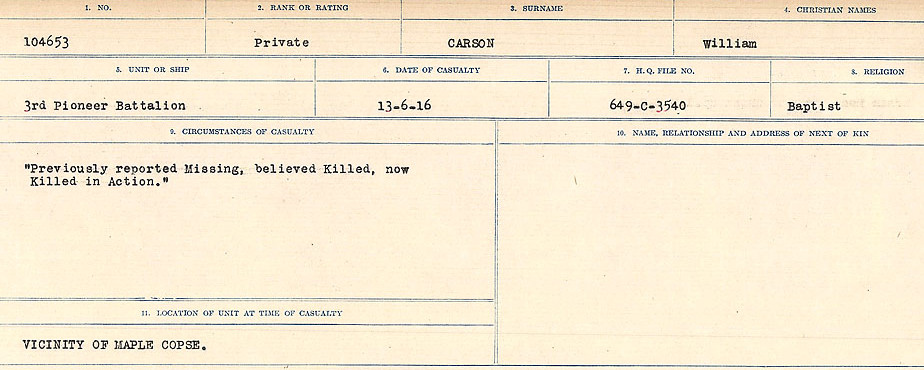 1. NO. 2. RANK OR RATING 3. SURNAME 4. CHRISTIAN NAMES
104653 Private CARSON William
5. UNIT OR SHIP 6. DATE OF CASUALTY 7. H.Q. FILE NO. 8. RELIGION
3rd Pioneer Battalion 13-6-16 649-C-3540 Baptist
9. CIRCUMSTANCES OF CASUALTY 10. NAME, RELATIONSHIP AND ADDRESS OF NEXT OF KIN
"Previously reported Missing, believed Killed, now
Killed in Action."
11. LOCATION OF UNIT AT TIME OF CASUALTY
VICINITY OF MAPLE COPSE.